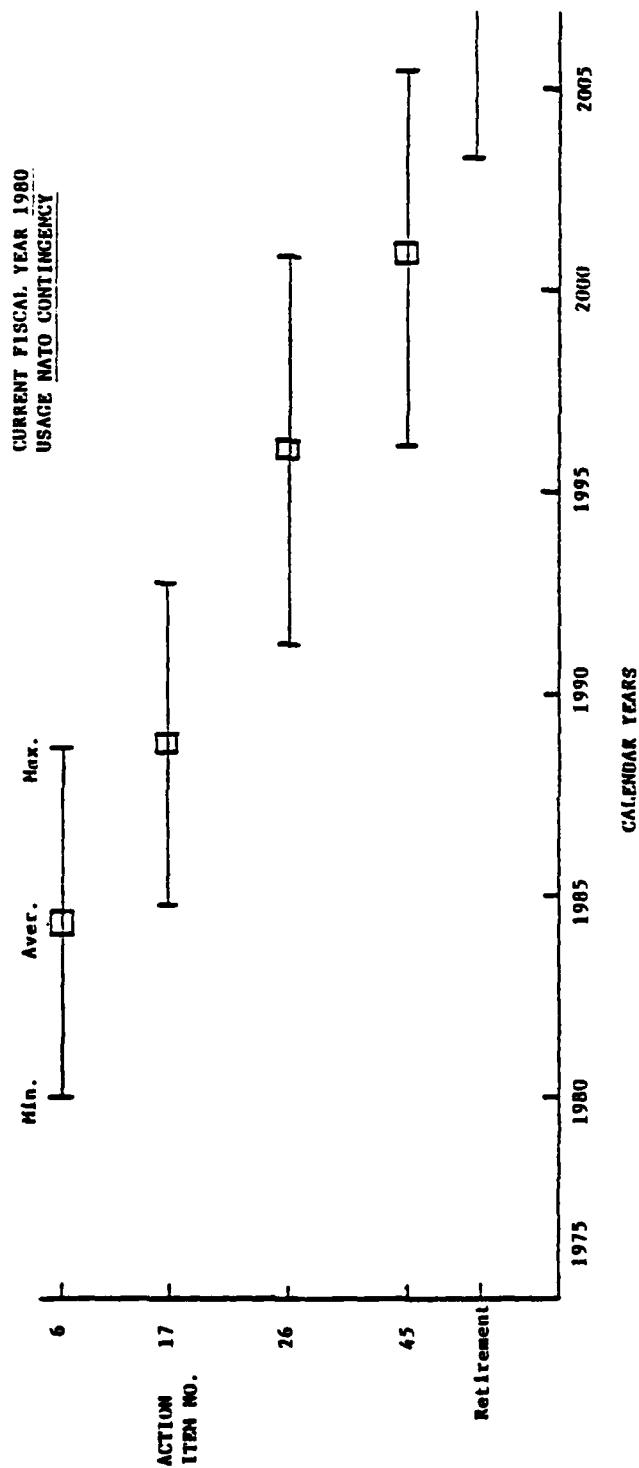 CURRENT FISCAL YEAR 1980
USAGE NATO CONTINGENCY
Min. Aver. Max.
ACTION
ITEM NO.
6
17
26
45
Retirement
1975 1980 1985 1990 1995 2000 2005
CALENDAR YEARS